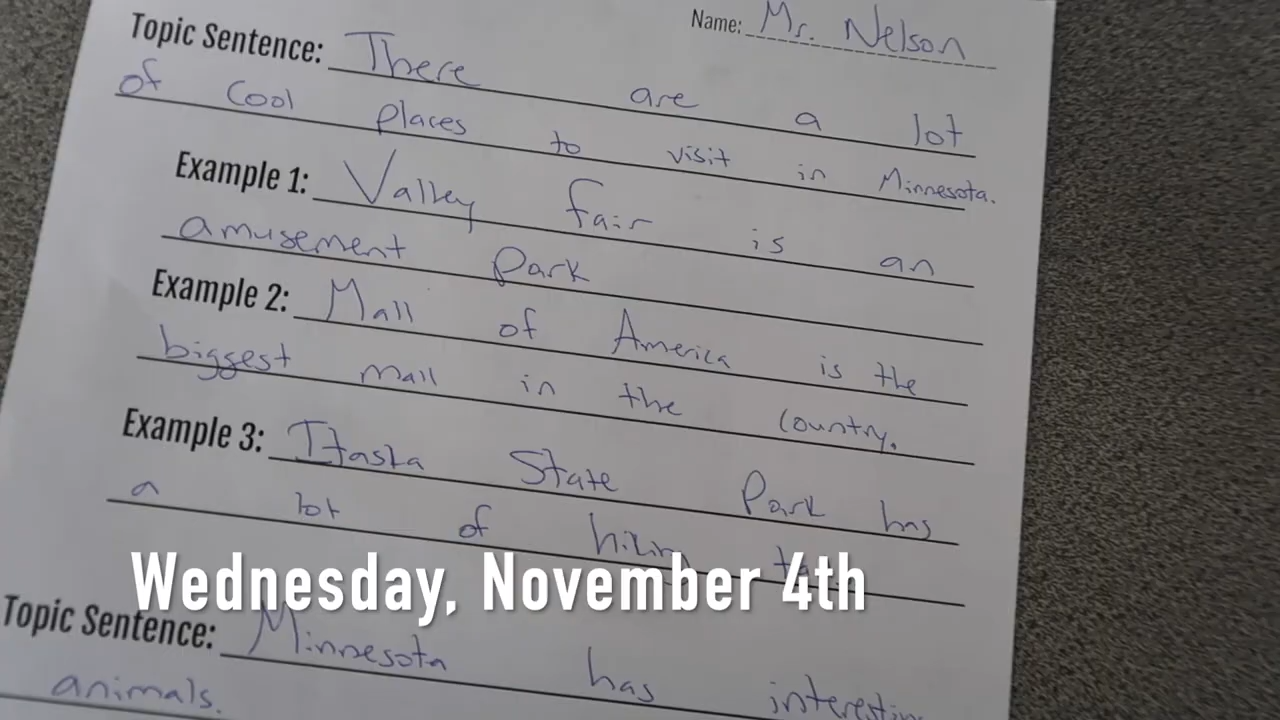 Name: Mr. Nelson
Topic Sentence: There are a lot
of cool places to visit in Minnesota.
Example 1: Valley fair is an
amusement Park
Example 2: Mall of America is the
biggest mall in the country.
Example 3: Itaska State Park has
a lot of
Wednesday, November 4th
Topic Sentence: Minnesota has
animals.